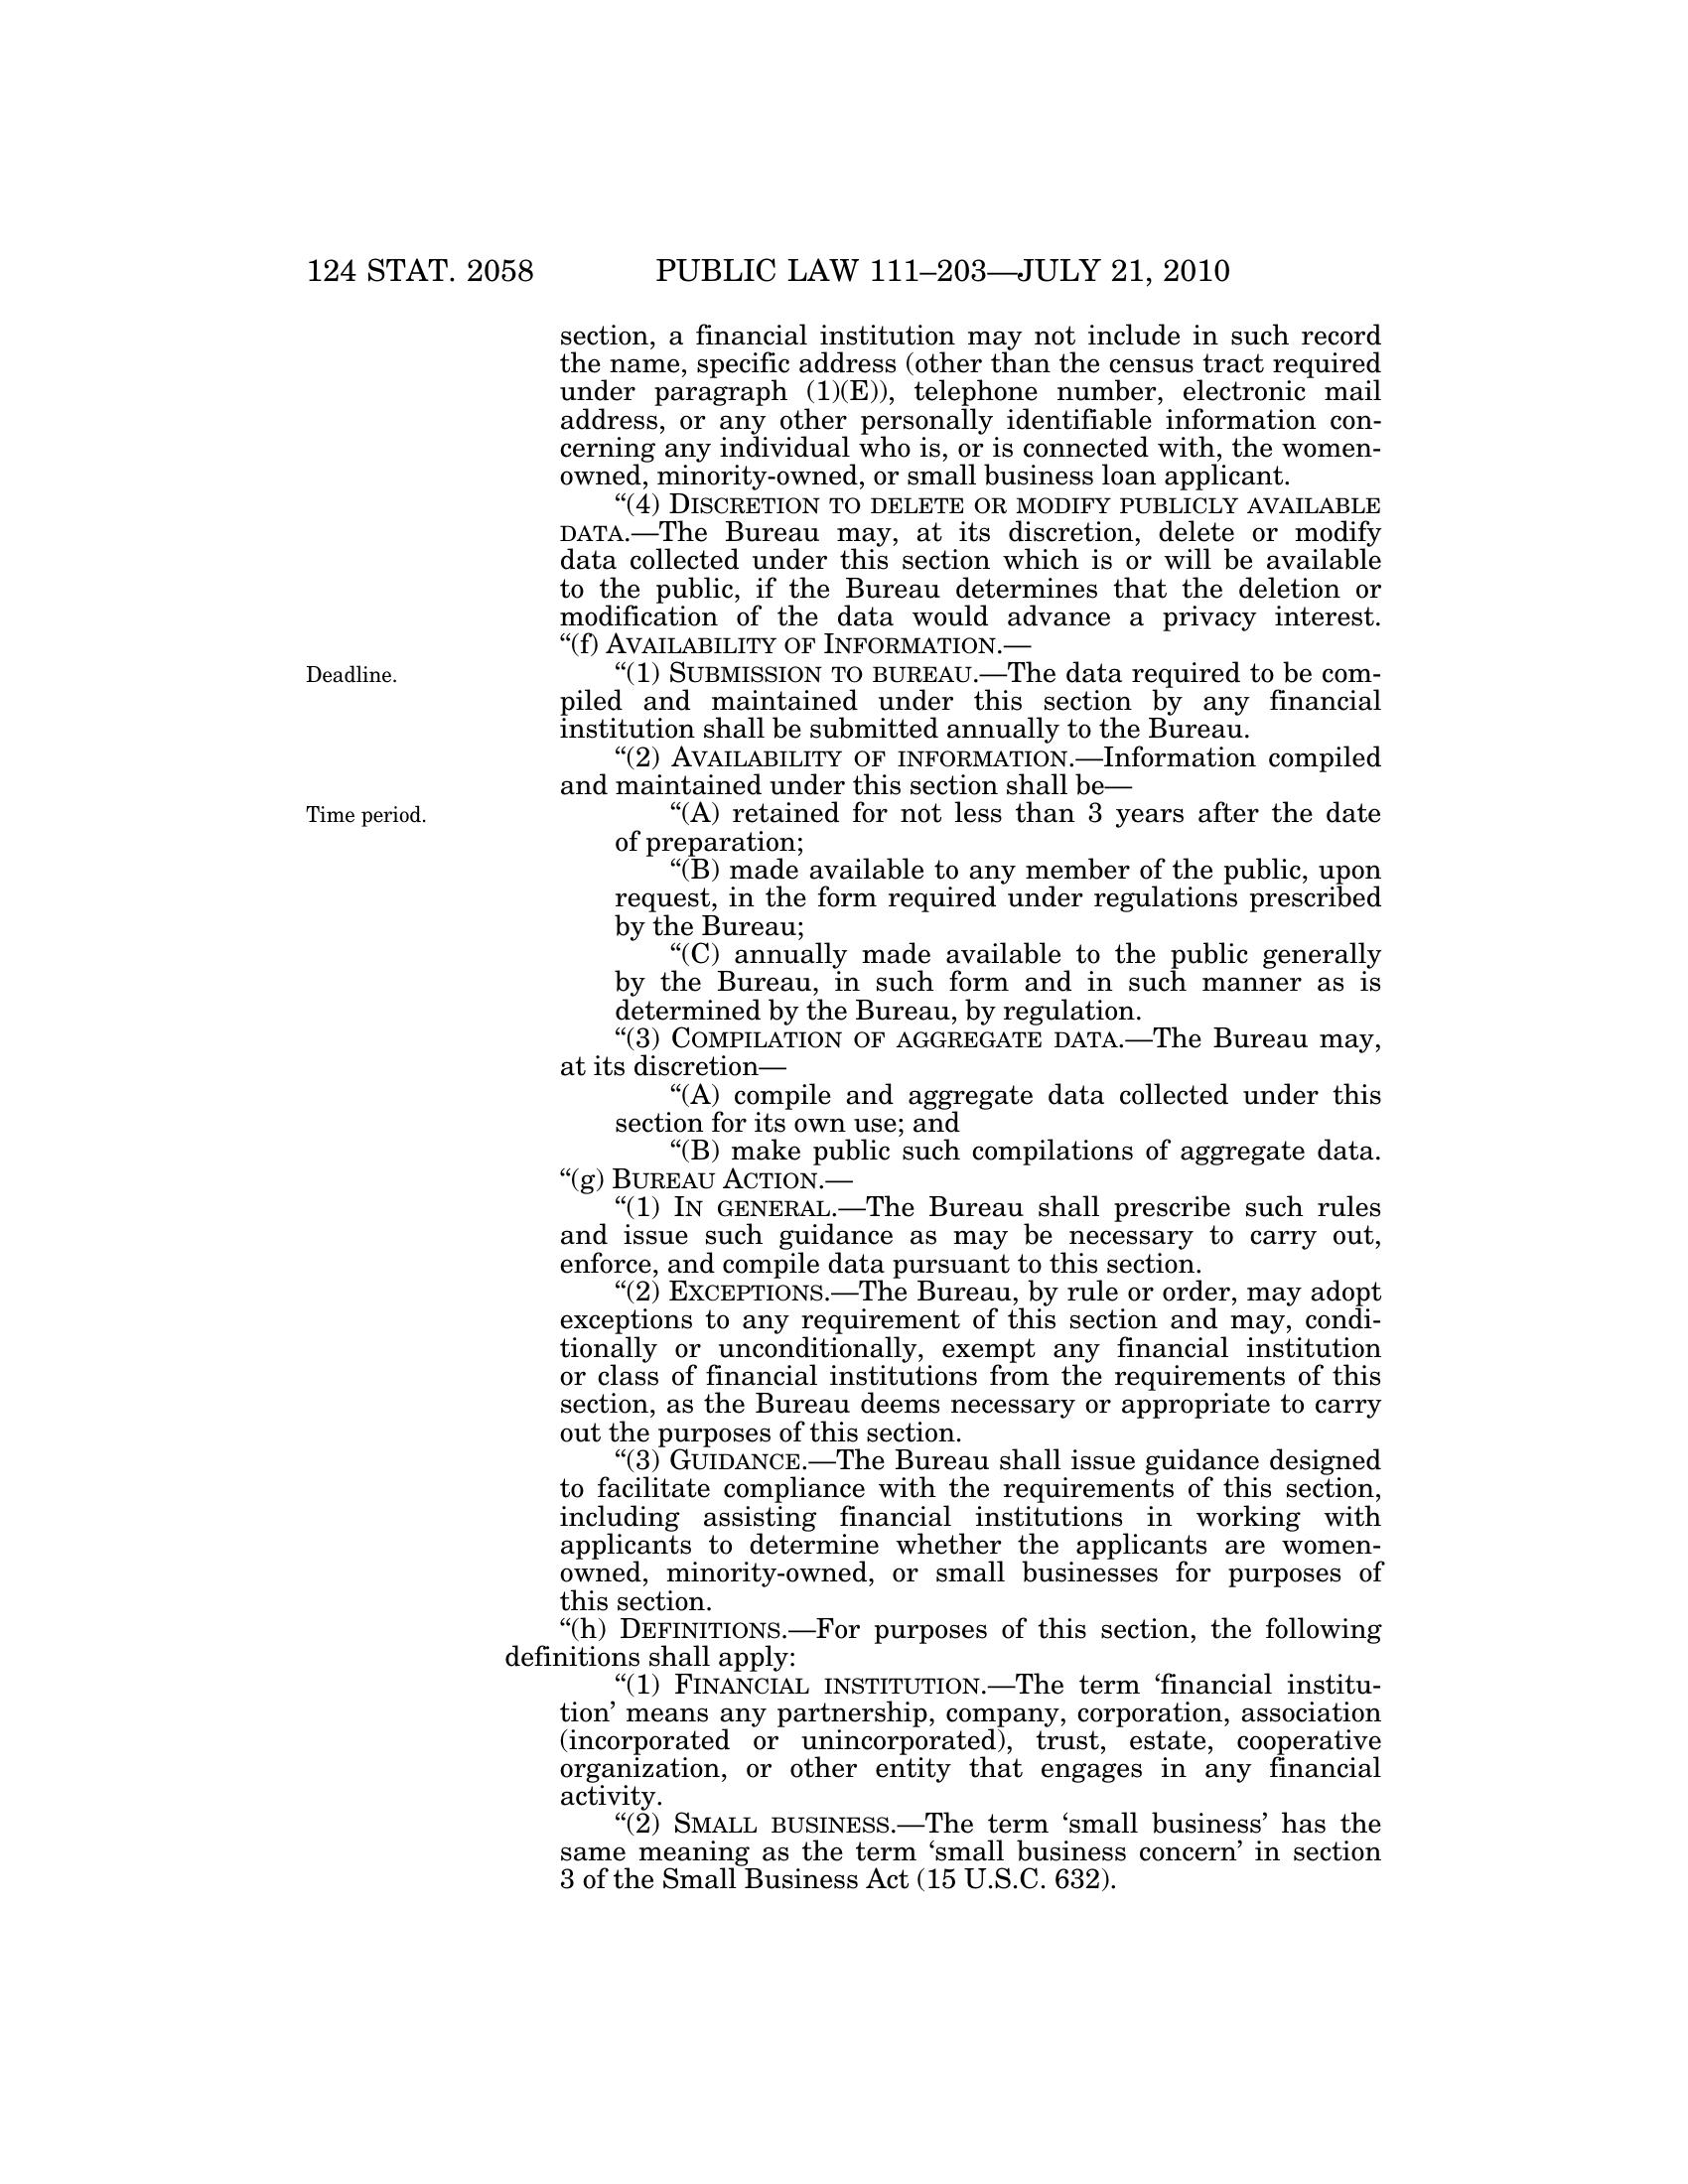 124 STAT. 2058 PUBLIC LAW 111–203—JULY 21, 2010
section, a financial institution may not include in such record
the name, specific address (other than the census tract required
under paragraph (1)(E)), telephone number, electronic mail
address, or any other personally identifiable information con-
cerning any individual who is, or is connected with, the women-
owned, minority-owned, or small business loan applicant.
“(4) DISCRETION TO DELETE OR MODIFY PUBLICLY AVAILABLE
DATA.—The Bureau may, at its discretion, delete or modify
data collected under this section which is or will be available
to the public, if the Bureau determines that the deletion or
modification of the data would advance a privacy interest.
“(f) AVAILABILITY OF INFORMATION.—
Deadline.
“(1) SUBMISSION TO BUREAU.—The data required to be com-
piled and maintained under this section by any financial
institution shall be submitted annually to the Bureau.
“(2) AVAILABILITY OF INFORMATION.—Information compiled
and maintained under this section shall be—
Time period.
“(A) retained for not less than 3 years after the date
of preparation;
“(B) made available to any member of the public, upon
request, in the form required under regulations prescribed
by the Bureau;
“(C) annually made available to the public generally
by the Bureau, in such form and in such manner as is
determined by the Bureau, by regulation.
“(3) COMPILATION OF AGGREGATE DATA.—The Bureau may,
at its discretion—
“(A) compile and aggregate data collected under this
section for its own use; and
“(B) make public such compilations of aggregate data.
“(g) BUREAU ACTION.—
“(1) IN GENERAL.—The Bureau shall prescribe such rules
and issue such guidance as may be necessary to carry out,
enforce, and compile data pursuant to this section.
“(2) EXCEPTIONS.—The Bureau, by rule or order, may adopt
exceptions to any requirement of this section and may, condi-
tionally or unconditionally, exempt any financial institution
or class of financial institutions from the requirements of this
section, as the Bureau deems necessary or appropriate to carry
out the purposes of this section.
“(3) GUIDANCE.—The Bureau shall issue guidance designed
to facilitate compliance with the requirements of this section,
including assisting financial institutions in working with
applicants to determine whether the applicants are women-
owned, minority-owned, or small businesses for purposes of
this section.
“(h) DEFINITIONS.—For purposes of this section, the following
definitions shall apply:
“(1) FINANCIAL INSTITUTION.—The term ‘financial institu-
tion’ means any partnership, company, corporation, association
(incorporated or unincorporated), trust, estate, cooperative
organization, or other entity that engages in any financial
activity.
“(2) SMALL BUSINESS.—The term ‘small business’ has the
same meaning as the term ‘small business concern’ in section
3 of the Small Business Act (15 U.S.C. 632).